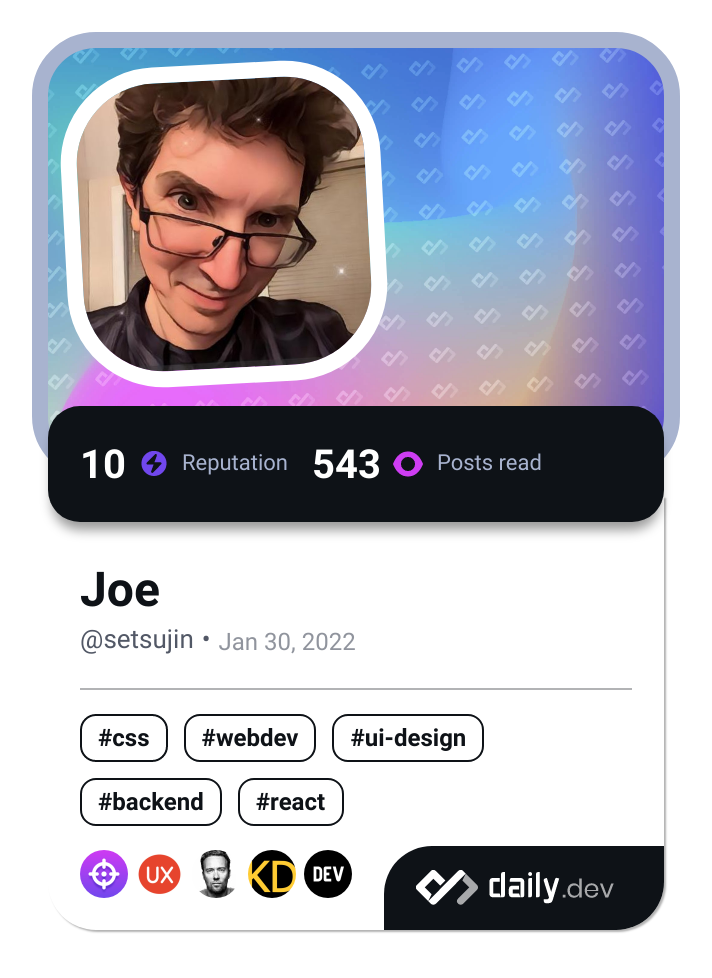 10 Reputation 543 Posts read
Joe
@setsujin • Jan 30, 2022
#css #webdev #ui-design
#backend #react
UX KD DEV
daily.dev